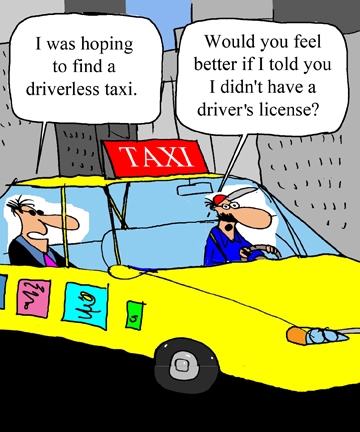 I was hoping
to find a
driverless taxi.
Would you feel
better if I told you
I didn't have a
driver's license?
TAXI